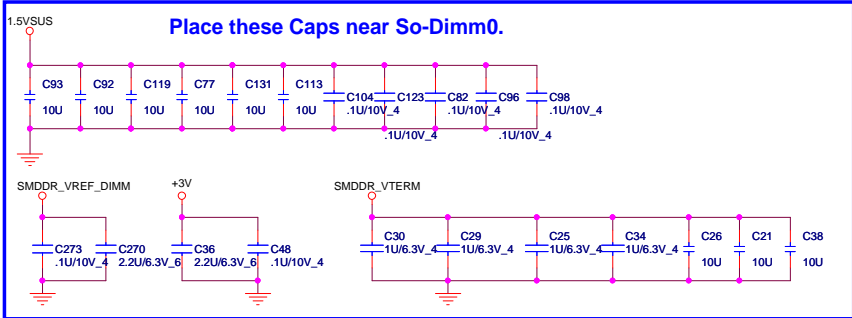 Place these Caps near So-Dimm0.
1.5VSUS
C93 C92 C119 C77 C131 C113 C104 C123 C82 C96 C98
10U 10U 10U 10U 10U 10U .1U/10V_4 .1U/10V_4 .1U/10V_4
.1U/10V_4 .1U/10V_4
SMDDR_VREF_DIMM +3V SMDDR_VTERM
C273 C270 C36 C48 C30 C29 C25 C34 C26 C21 C38
.1U/10V_4 2.2U/6.3V_6 2.2U/6.3V_6 .1U/10V_4 1U/6.3V_4 1U/6.3V_4 1U/6.3V_4 1U/6.3V_4 10U 10U 10U